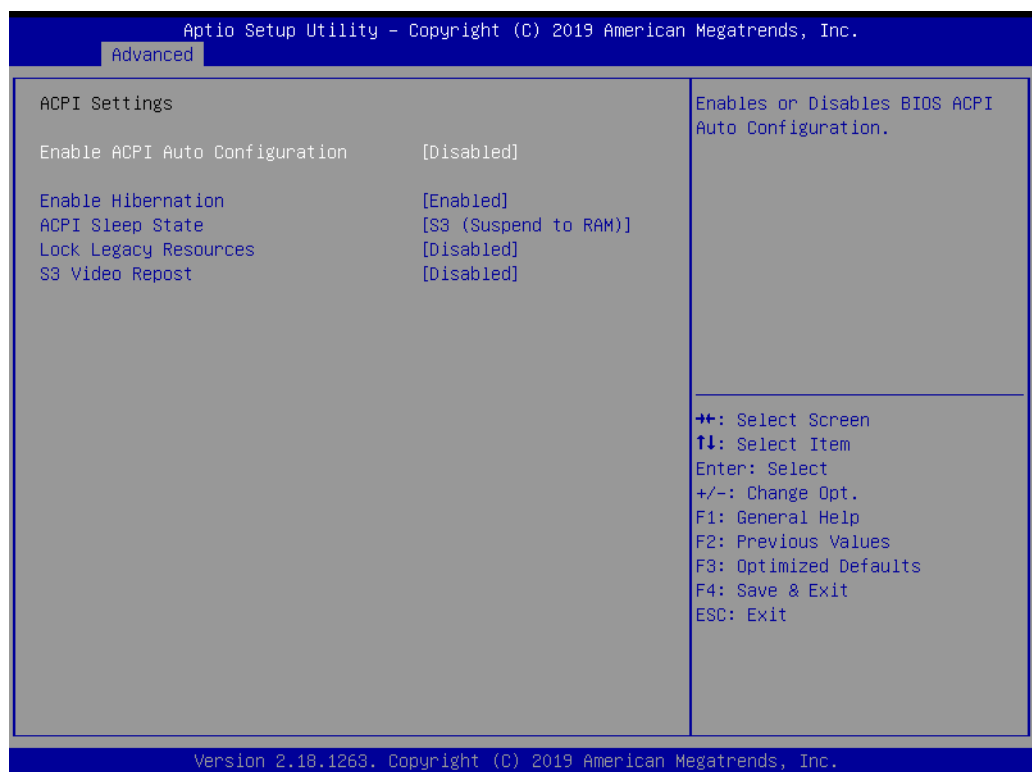 Aptio Setup Utility – Copyright (C) 2019 American Megatrends, Inc.
Advanced
ACPI Settings
Enable ACPI Auto Configuration [Disabled]
Enable Hibernation [Enabled]
ACPI Sleep State [S3 (Suspend to RAM)]
Lock Legacy Resources [Disabled]
S3 Video Repost [Disabled]
Enables or Disables BIOS ACPI
Auto Configuration.
→←: Select Screen
↑↓: Select Item
Enter: Select
+/-: Change Opt.
F1: General Help
F2: Previous Values
F3: Optimized Defaults
F4: Save & Exit
ESC: Exit
Version 2.18.1263. Copyright (C) 2019 American Megatrends, Inc.